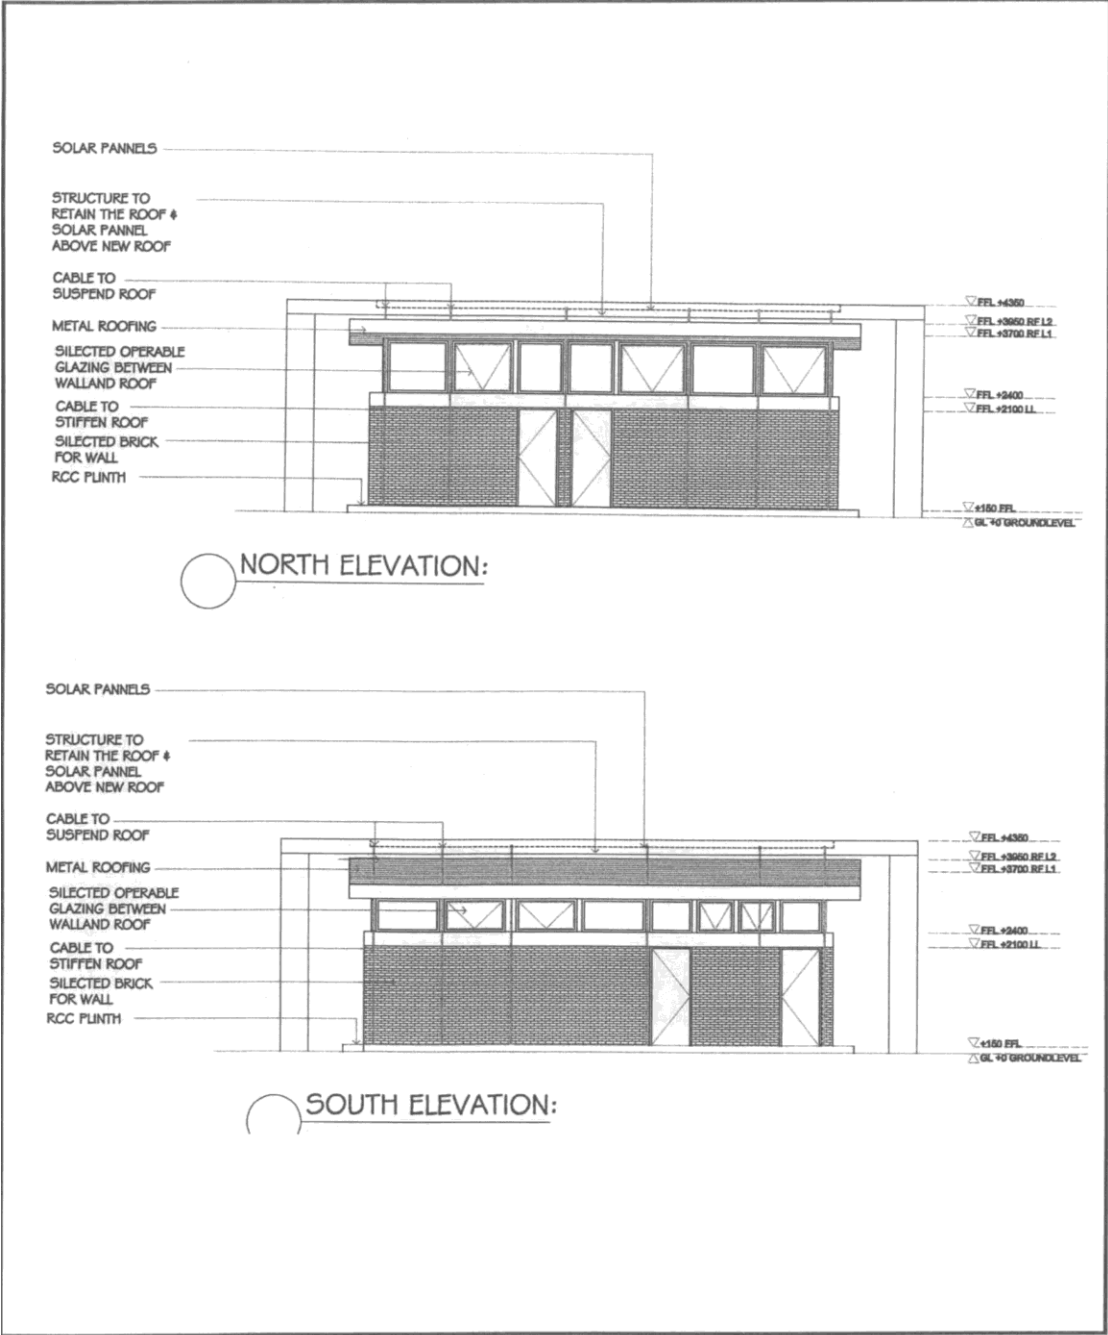 SOLAR PANNELS
STRUCTURE TO
RETAIN THE ROOF &
SOLAR PANNEL
ABOVE NEW ROOF
CABLE TO
SUSPEND ROOF
METAL ROOFING
SILECTED OPERABLE
GLAZING BETWEEN
WALLAND ROOF
CABLE TO
STIFFEN ROOF
SILECTED BRICK
FOR WALL
RCC PLINTH
FFL +4350
FFL +3950 RF L2
FFL +3700 RF L1
FFL +2400
FFL +2100 LL
+150 FFL
GL +0 GROUNDLEVEL
NORTH ELEVATION:
SOLAR PANNELS
STRUCTURE TO
RETAIN THE ROOF &
SOLAR PANNEL
ABOVE NEW ROOF
CABLE TO
SUSPEND ROOF
METAL ROOFING
SILECTED OPERABLE
GLAZING BETWEEN
WALLAND ROOF
CABLE TO
STIFFEN ROOF
SILECTED BRICK
FOR WALL
RCC PLINTH
FFL +4350
FFL +3950 RF L2
FFL +3700 RF L1
FFL +2400
FFL +2100 LL
+150 FFL
GL +0 GROUNDLEVEL
SOUTH ELEVATION: